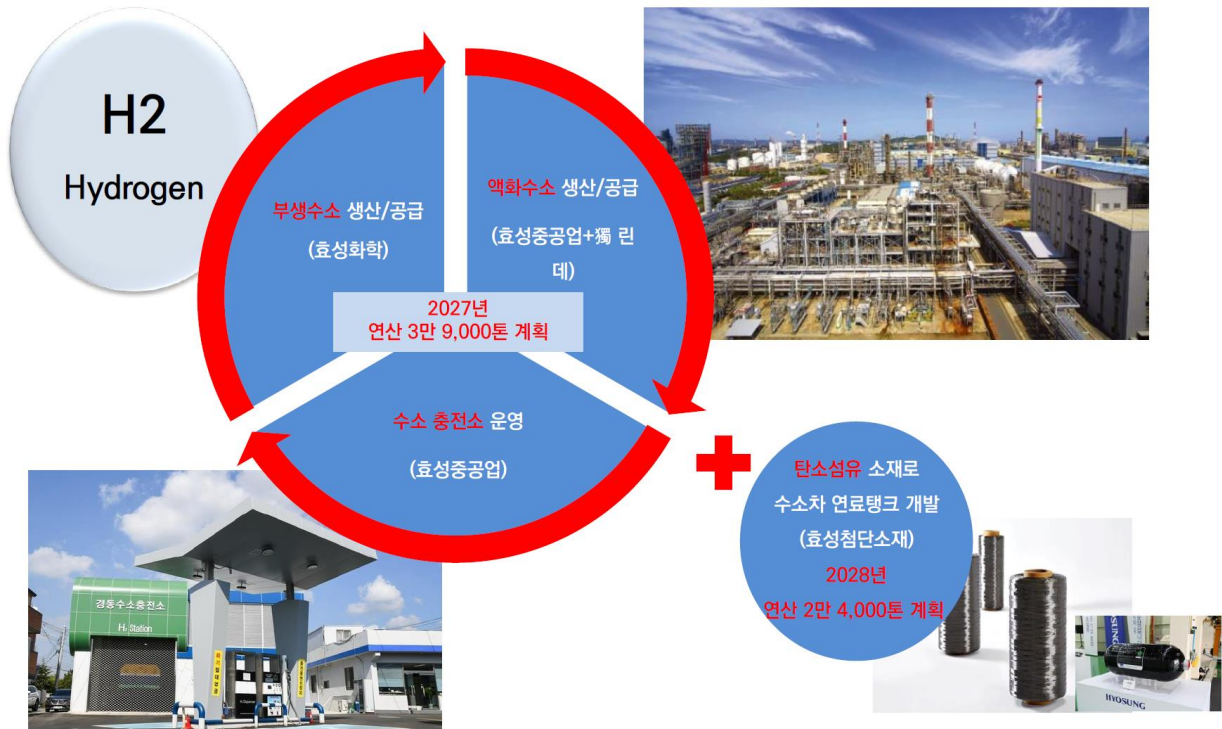 H2
Hydrogen
부생수소 생산/공급
(효성화학)
액화수소 생산/공급
(효성중공업+獨 린
데)
2027년
연산 3만 9,000톤 계획
수소 충전소 운영
(효성중공업)
탄소섬유 소재로
수소차 연료탱크 개발
(효성첨단소재)
2028년
연산 2만 4,000톤 계획
경동수소충전소
H₂ Station
HYOSUNG